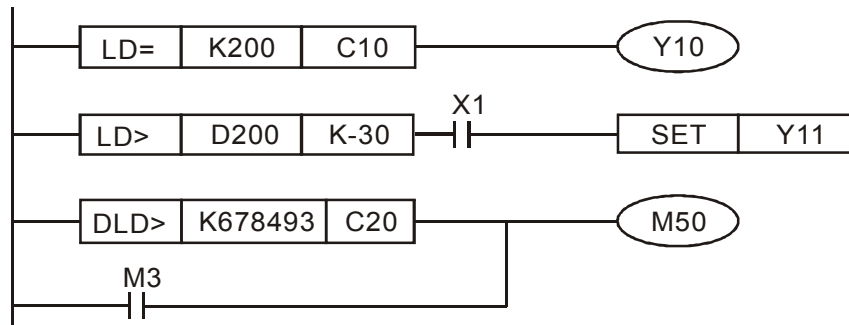 LD= K200 C10 Y10
X1
LD> D200 K-30 SET Y11
DLD> K678493 C20 M50
M3